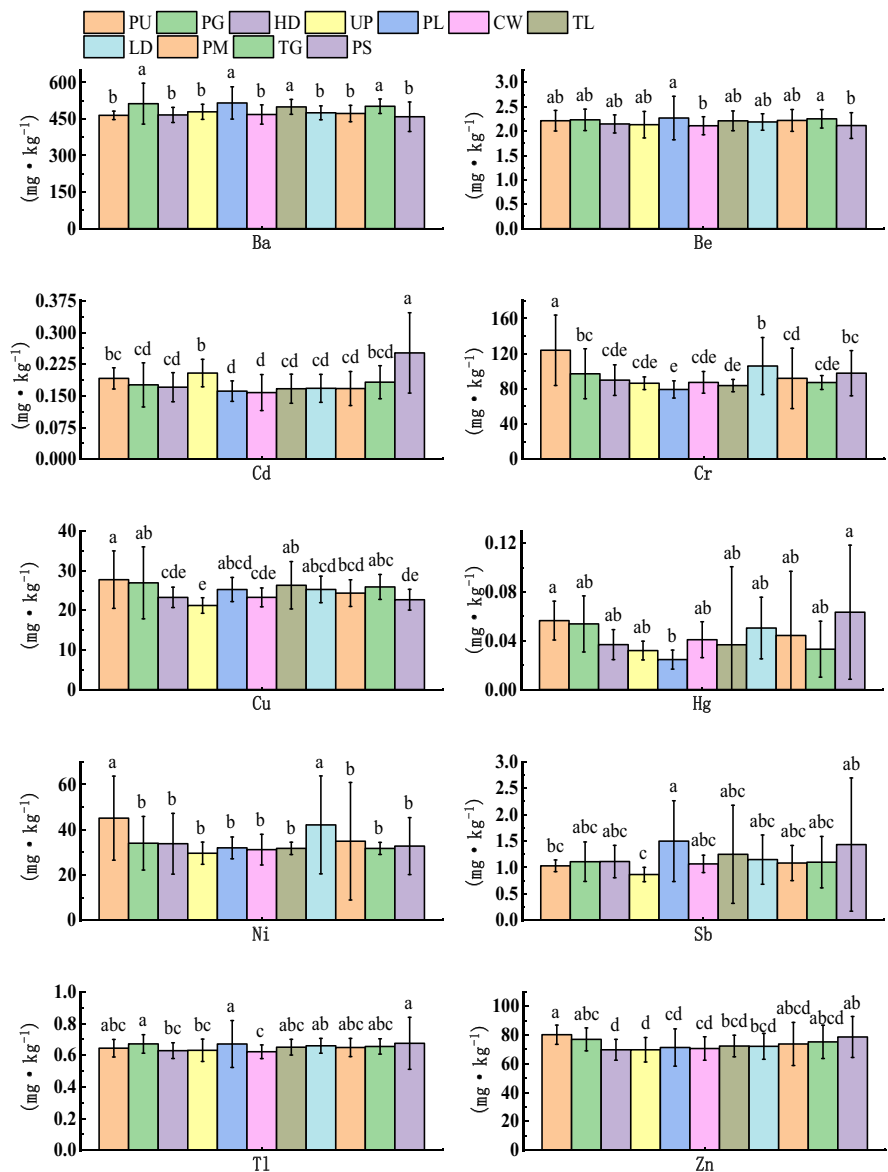 PU PG HD UP PL CW TL
LD PM TG PS
600
450
300
150
0
(mg • kg⁻¹)
b a b b a b a b b a b
Ba
3.0
2.5
2.0
1.5
1.0
0.5
0.0
(mg • kg⁻¹)
ab ab ab ab a b ab ab ab a b
Be
0.375
0.300
0.225
0.150
0.075
0.000
(mg • kg⁻¹)
bc cd cd b d d cd cd cd bcd a
Cd
160
120
80
40
0
(mg • kg⁻¹)
a bc cde cde e cde de b cd cde bc
Cr
40
30
20
10
0
(mg • kg⁻¹)
a ab cde e abcd cde ab abcd bcd abc de
Cu
0.12
0.08
0.04
0.00
(mg • kg⁻¹)
a ab ab ab b ab ab ab ab ab a
Hg
60
40
20
0
(mg • kg⁻¹)
a b b b b b b a b b b
Ni
3.0
2.5
2.0
1.5
1.0
0.5
0.0
(mg • kg⁻¹)
bc abc abc c a abc abc abc abc abc ab
Sb
1.0
0.8
0.6
0.4
0.2
0.0
(mg • kg⁻¹)
abc a bc bc a c abc ab abc abc a
Tl
100
80
60
40
20
0
(mg • kg⁻¹)
a abc d d cd cd bcd bcd abcd abcd ab
Zn